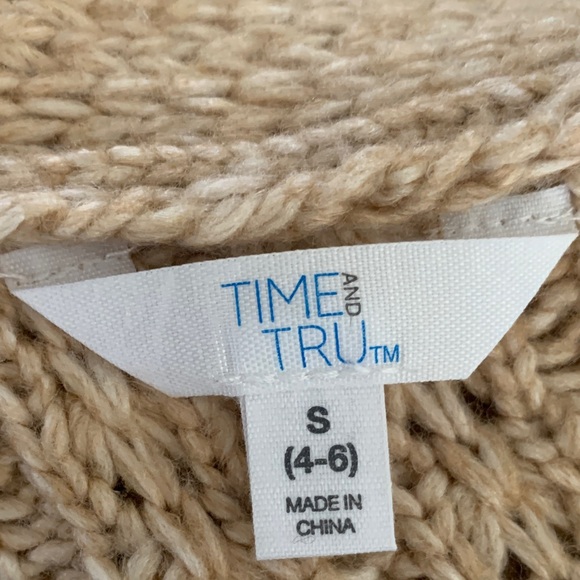 TIME AND
TRU™
S
(4-6)
MADE IN
CHINA